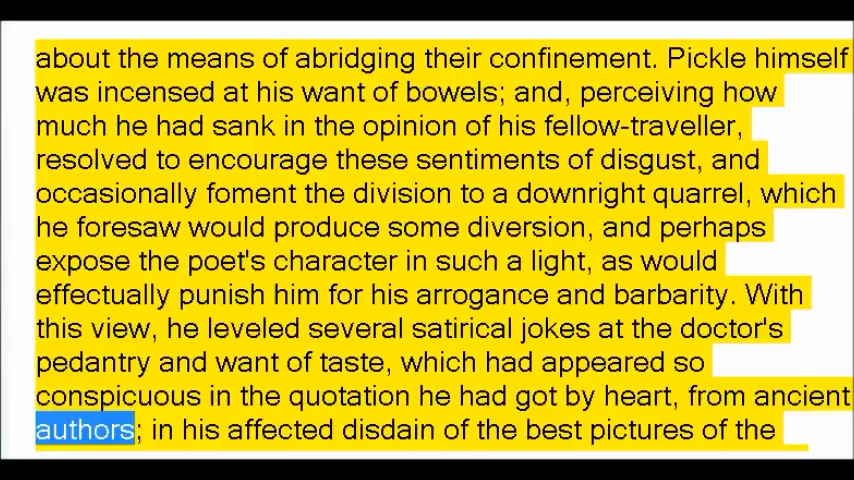 about the means of abridging their confinement. Pickle himself
was incensed at his want of bowels; and, perceiving how
much he had sank in the opinion of his fellow-traveller,
resolved to encourage these sentiments of disgust, and
occasionally foment the division to a downright quarrel, which
he foresaw would produce some diversion, and perhaps
expose the poet's character in such a light, as would
effectually punish him for his arrogance and barbarity. With
this view, he leveled several satirical jokes at the doctor's
pedantry and want of taste, which had appeared so
conspicuous in the quotation he had got by heart, from ancient
authors; in his affected disdain of the best pictures of the